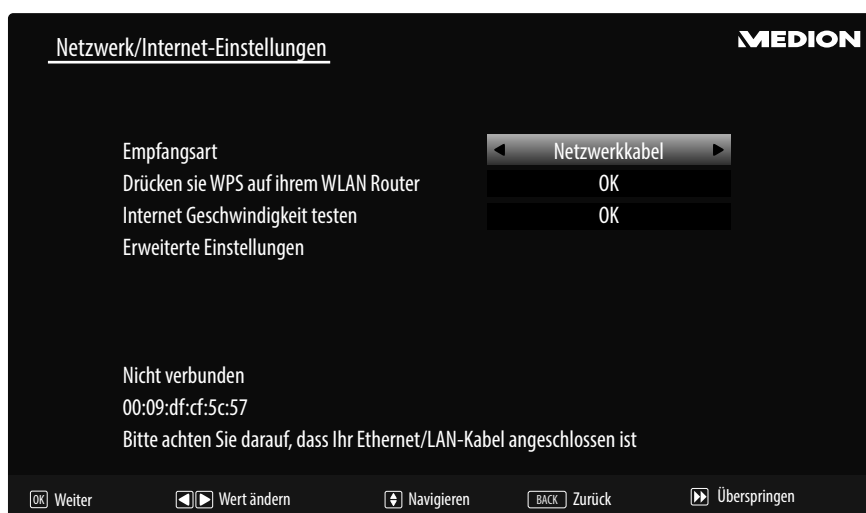 Netzwerk/Internet-Einstellungen
MEDION
Empfangsart ◀ Netzwerkkabel ▶
Drücken sie WPS auf ihrem WLAN Router OK
Internet Geschwindigkeit testen OK
Erweiterte Einstellungen
Nicht verbunden
00:09:df:cf:5c:57
Bitte achten Sie darauf, dass Ihr Ethernet/LAN-Kabel angeschlossen ist
OK Weiter ◀ ▶ Wert ändern Navigieren BACK Zurück Überspringen